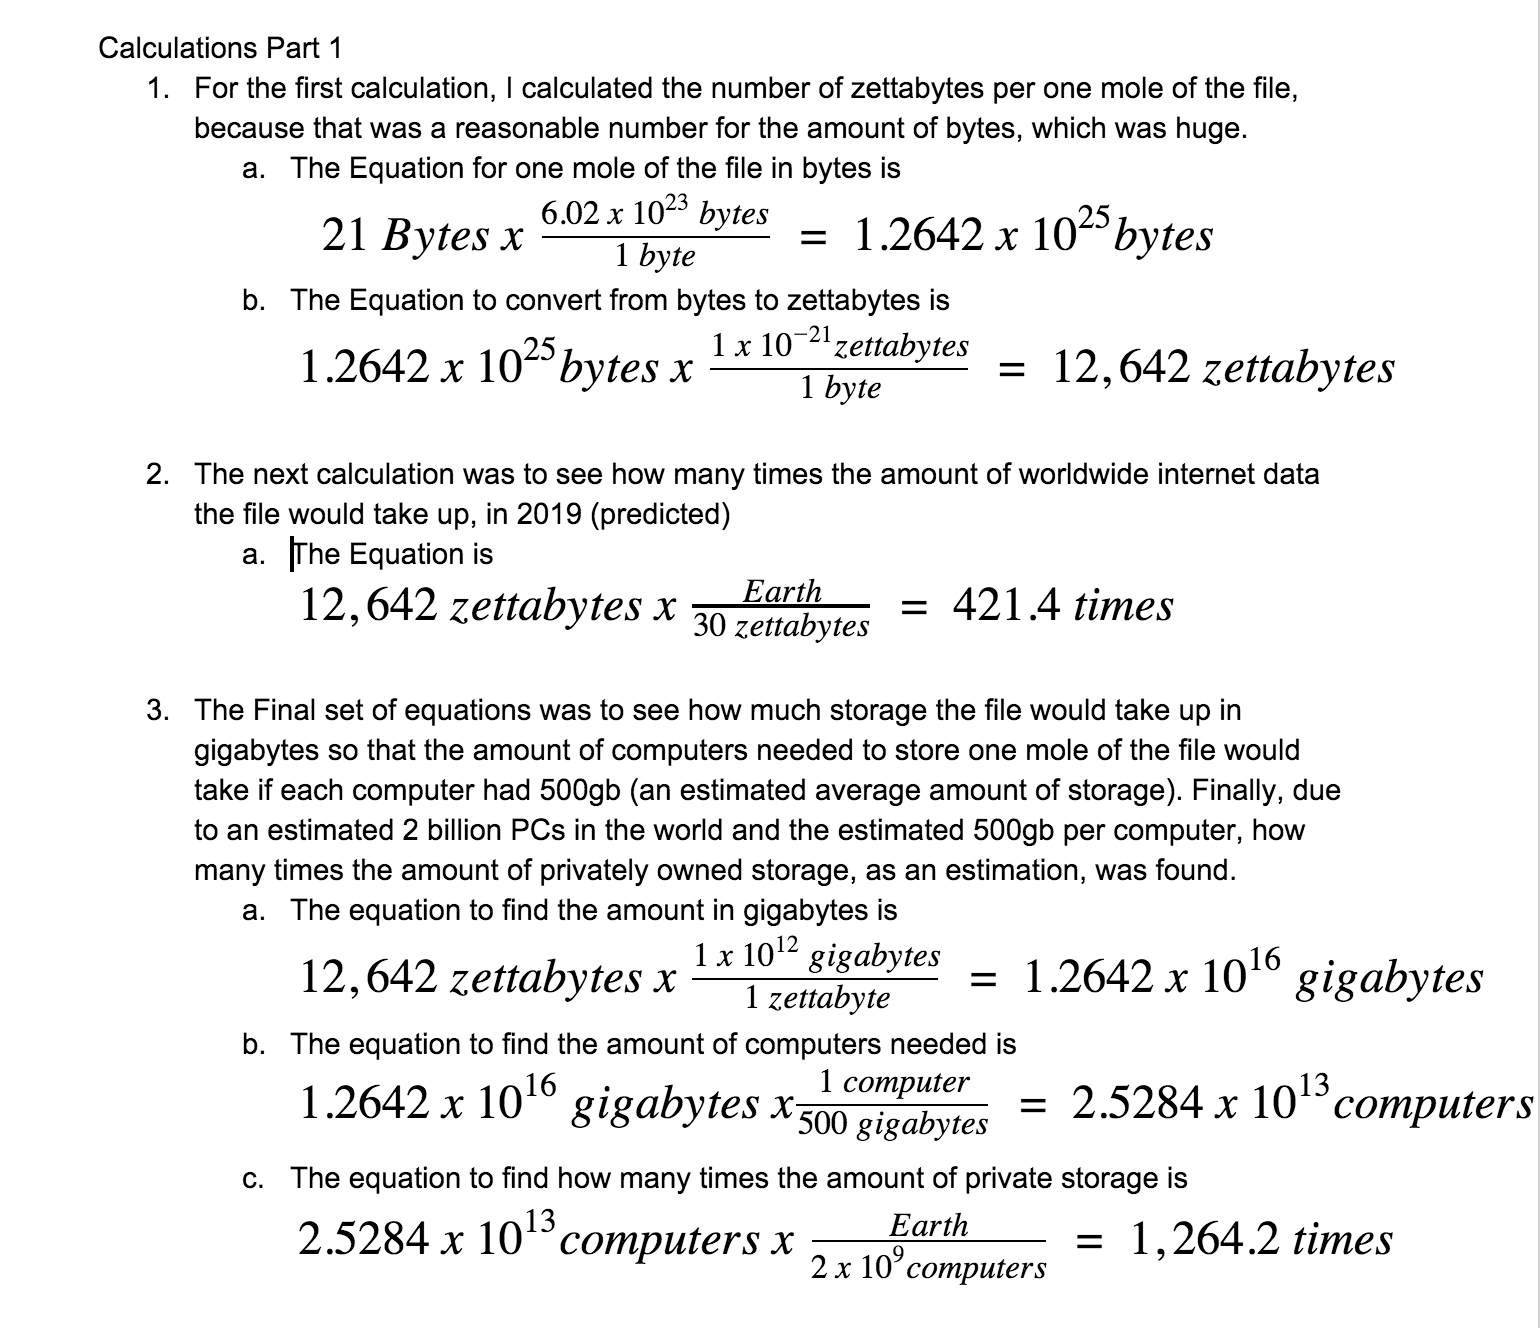 Calculations Part 1
1. For the first calculation, I calculated the number of zettabytes per one mole of the file,
because that was a reasonable number for the amount of bytes, which was huge.
a. The Equation for one mole of the file in bytes is
21 Bytes x \frac{6.02 x 10^{23} bytes}{1 byte} = 1.2642 x 10^{25} bytes
b. The Equation to convert from bytes to zettabytes is
1.2642 x 10^{25} bytes x \frac{1 x 10^{-21} zettabytes}{1 byte} = 12,642 zettabytes
2. The next calculation was to see how many times the amount of worldwide internet data
the file would take up, in 2019 (predicted)
a. The Equation is
12,642 zettabytes x \frac{Earth}{30 zettabytes} = 421.4 times
3. The Final set of equations was to see how much storage the file would take up in
gigabytes so that the amount of computers needed to store one mole of the file would
take if each computer had 500gb (an estimated average amount of storage). Finally, due
to an estimated 2 billion PCs in the world and the estimated 500gb per computer, how
many times the amount of privately owned storage, as an estimation, was found.
a. The equation to find the amount in gigabytes is
12,642 zettabytes x \frac{1 x 10^{12} gigabytes}{1 zettabyte} = 1.2642 x 10^{16} gigabytes
b. The equation to find the amount of computers needed is
1.2642 x 10^{16} gigabytes x \frac{1 computer}{500 gigabytes} = 2.5284 x 10^{13} computers
c. The equation to find how many times the amount of private storage is
2.5284 x 10^{13} computers x \frac{Earth}{2 x 10^{9} computers} = 1,264.2 times